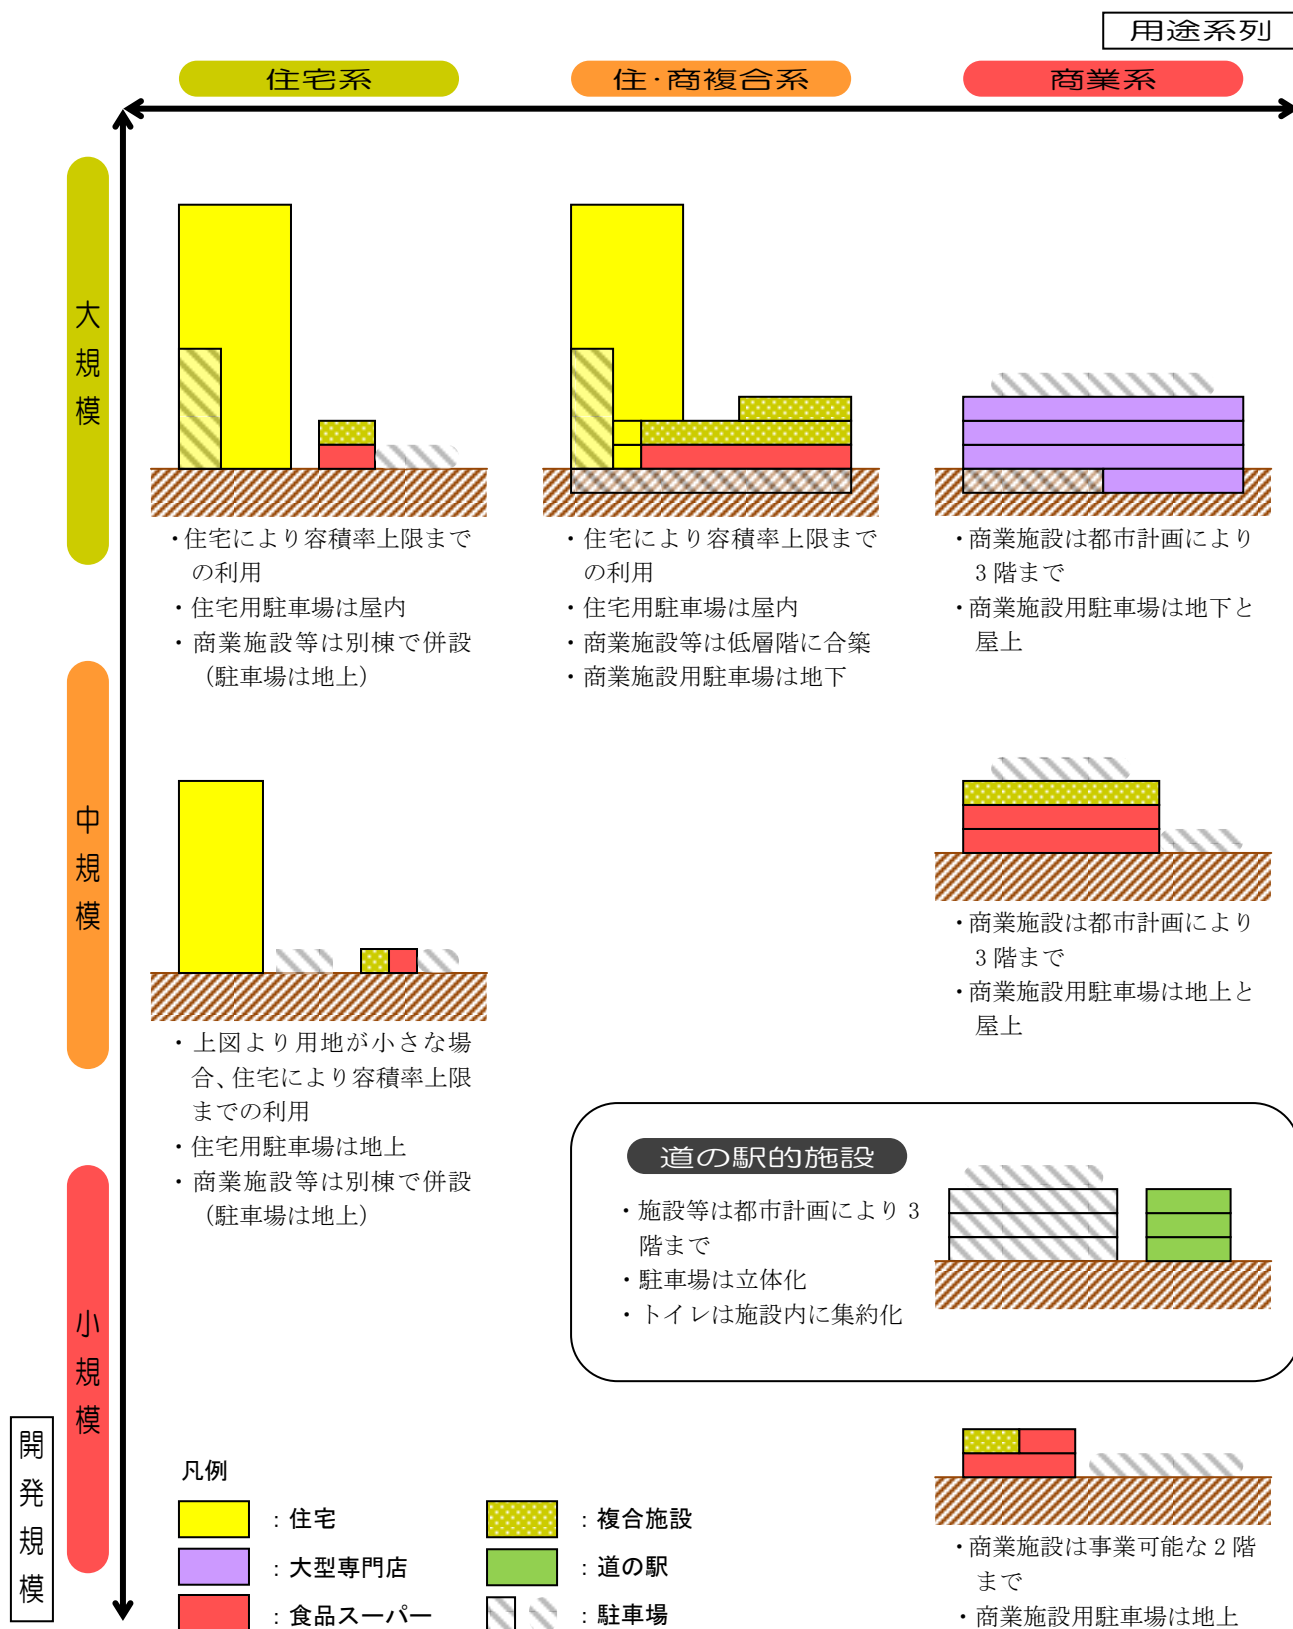 用途系列
住宅系
住・商複合系
商業系
大規模
・住宅により容積率上限まで
の利用
・住宅用駐車場は屋内
・商業施設等は別棟で併設
（駐車場は地上）
・住宅により容積率上限まで
の利用
・住宅用駐車場は屋内
・商業施設等は低層階に合築
・商業施設用駐車場は地下
・商業施設は都市計画により
3 階まで
・商業施設用駐車場は地下と
屋上
中規模
・上図より用地が小さな場
合、住宅により容積率上限
までの利用
・住宅用駐車場は地上
・商業施設等は別棟で併設
（駐車場は地上）
・商業施設は都市計画により
3 階まで
・商業施設用駐車場は地上と
屋上
道の駅的施設
・施設等は都市計画により 3
階まで
・駐車場は立体化
・トイレは施設内に集約化
小規模
・商業施設は事業可能な 2 階
まで
・商業施設用駐車場は地上
開発規模
凡例
：住宅
：複合施設
：大型専門店
：道の駅
：食品スーパー
：駐車場